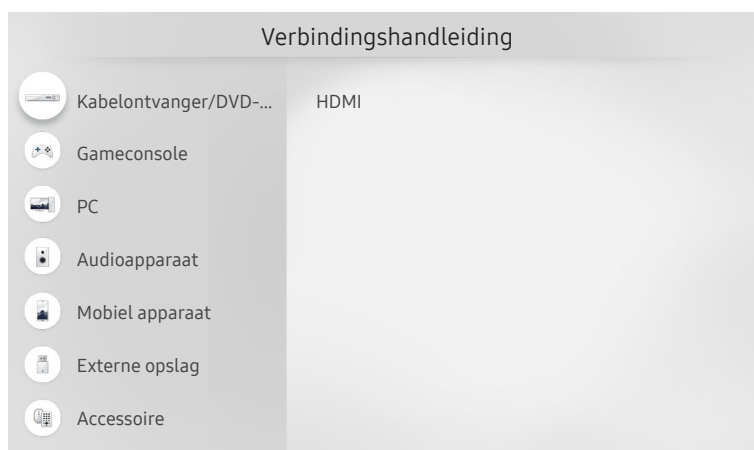 Verbindingshandleiding
Kabelontvanger/DVD-...
HDMI
Gameconsole
PC
Audioapparaat
Mobiel apparaat
Externe opslag
Accessoire